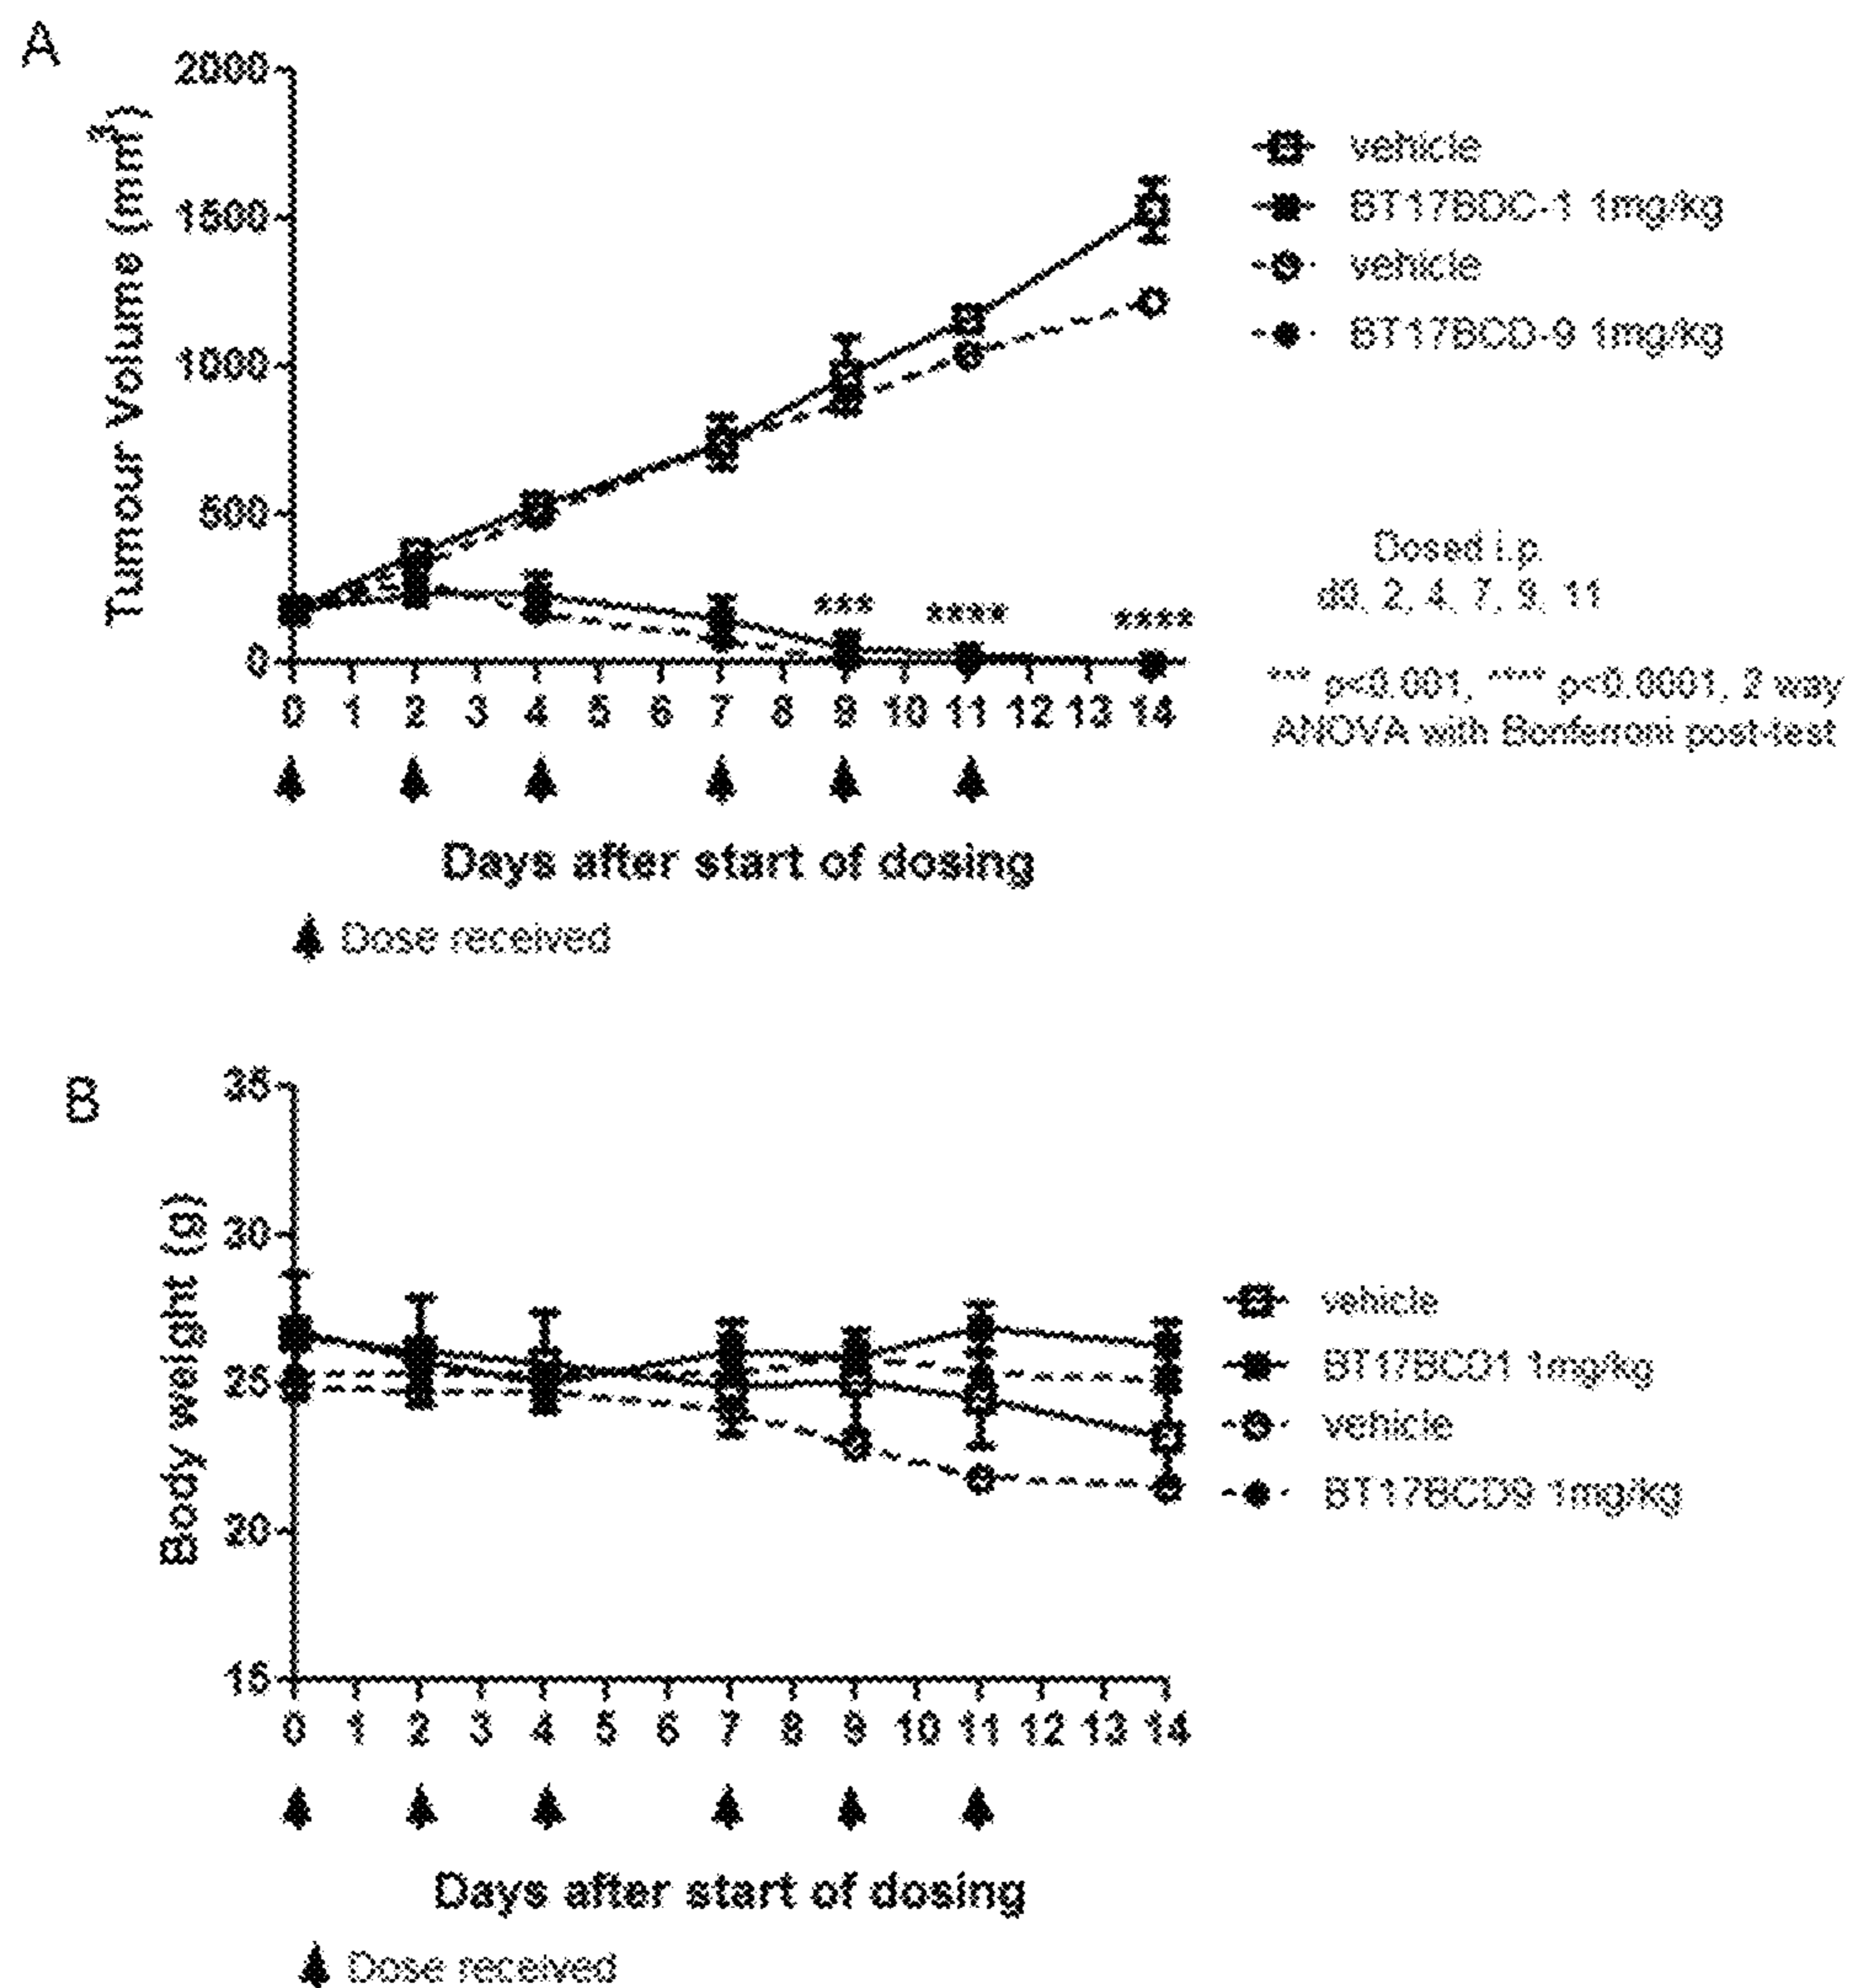 A
Tumour Volume (mm³)
2000
1500
1000
500
0
0 1 2 3 4 5 6 7 8 9 10 11 12 13 14
*** **** ****
Days after start of dosing
Dose received
vehicle
BT17BDC-1 1mg/kg
vehicle
BT17BCD-9 1mg/kg
Dosed i.p.
d0, 2, 4, 7, 9, 11
*** p<0.001, **** p<0.0001, 2 way
ANOVA with Bonferroni post-test
B
Body weight (g)
35
30
25
20
15
0 1 2 3 4 5 6 7 8 9 10 11 12 13 14
Days after start of dosing
Dose received
vehicle
BT17BCD1 1mg/kg
vehicle
BT17BCD9 1mg/kg